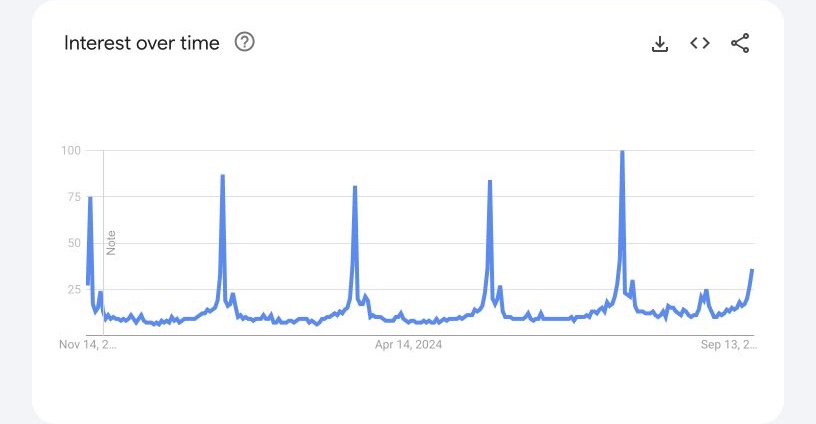 Interest over time
100
75
50
25
Note
Nov 14, 2...
Apr 14, 2024
Sep 13, 2...